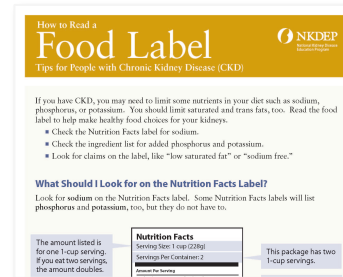 How to Read a
Food Label
Tips for People with Chronic Kidney Disease (CKD)
NKDEP
National Kidney Disease
Education Program
If you have CKD, you may need to limit some nutrients in your diet such as sodium,
phosphorus, or potassium. You should limit saturated and trans fats, too. Read the food
label to help make healthy food choices for your kidneys.
■ Check the Nutrition Facts label for sodium.
■ Check the ingredient list for added phosphorus and potassium.
■ Look for claims on the label, like “low saturated fat” or “sodium free.”
What Should I Look for on the Nutrition Facts Label?
Look for sodium on the Nutrition Facts label. Some Nutrition Facts labels will list
phosphorus and potassium, too, but they do not have to.
The amount listed is
for one 1-cup serving.
If you eat two servings,
the amount doubles.
Nutrition Facts
Serving Size: 1 cup (228g)
Servings Per Container: 2
Amount Per Serving
This package has two
1-cup servings.